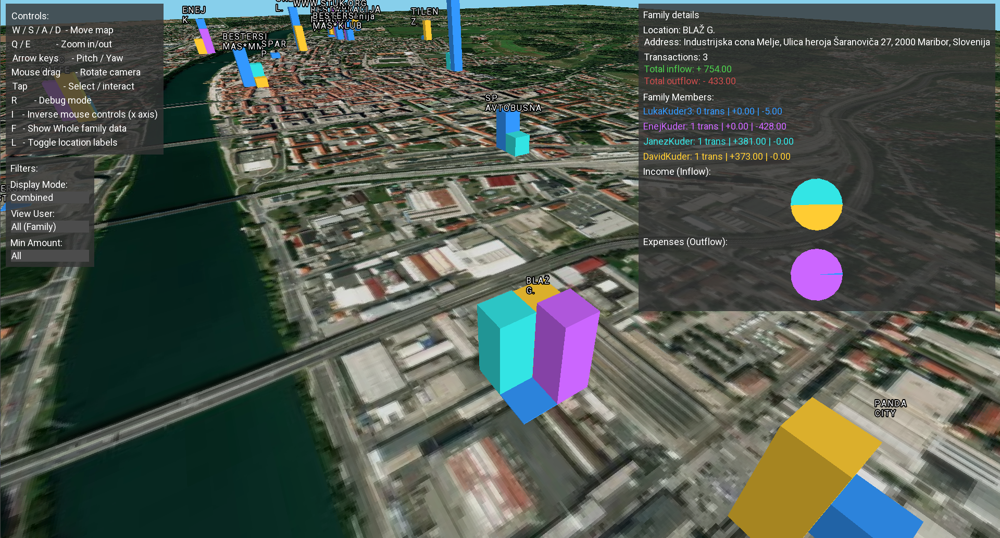 Controls:
W / S / A / D - Move map
Q / E - Zoom in/out
Arrow keys - Pitch / Yaw
Mouse drag - Rotate camera
Tap - Select / interact
R - Debug mode
I - Inverse mouse controls (x axis)
F - Show Whole family data
L - Toggle location labels
Filters:
Display Mode:
Combined
View User:
All (Family)
Min Amount:
All
ENEJ
K.
BESTERSI
MAS*MM
SPAR
P
L.
WWW.STUK.ORG
BESTERSI
MAS*KLUB
TILEN
Z.
SP
AVTOBUSNA
BLAŽ
G.
PANDA
CITY
Family details
Location: BLAŽ G.
Address: Industrijska cona Melje, Ulica heroja Šaranoviča 27, 2000 Maribor, Slovenija
Transactions: 3
Total inflow: + 754.00
Total outflow: - 433.00
Family Members:
LukaKuder3: 0 trans | +0.00 | -5.00
EnejKuder: 1 trans | +0.00 | -428.00
JanezKuder: 1 trans | +381.00 | -0.00
DavidKuder: 1 trans | +373.00 | -0.00
Income (Inflow):
Expenses (Outflow):